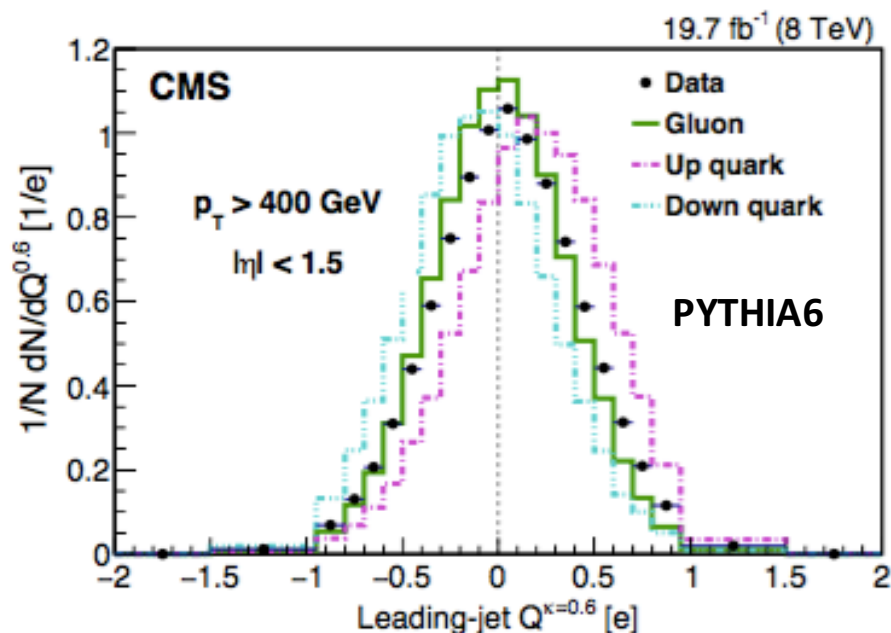 19.7 fb⁻¹ (8 TeV)
CMS
Data
Gluon
Up quark
Down quark
p_T > 400 GeV
|η| < 1.5
PYTHIA6
1/N dN/dQ^0.6 [1/e]
1.2
1
0.8
0.6
0.4
0.2
0
−2 −1.5 −1 −0.5 0 0.5 1 1.5 2
Leading-jet Q^κ=0.6 [e]